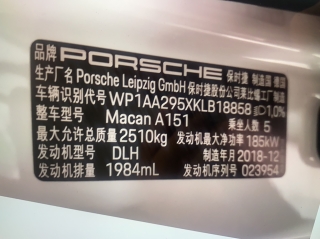 品牌 PORSCHE 保时捷 制造国 德国
生产厂名 Porsche Leipzig GmbH 保时捷股份公司莱比锡工厂制造
车辆识别代号 WP1AA295XKLB18858 1,0%
整车型号 Macan A151 乘坐人数 5
最大允许总质量 2510kg 发动机最大净功率 185kW
发动机型号 DLH 制造年月 2018-12
发动机排量 1984mL 发动机序列号 023954